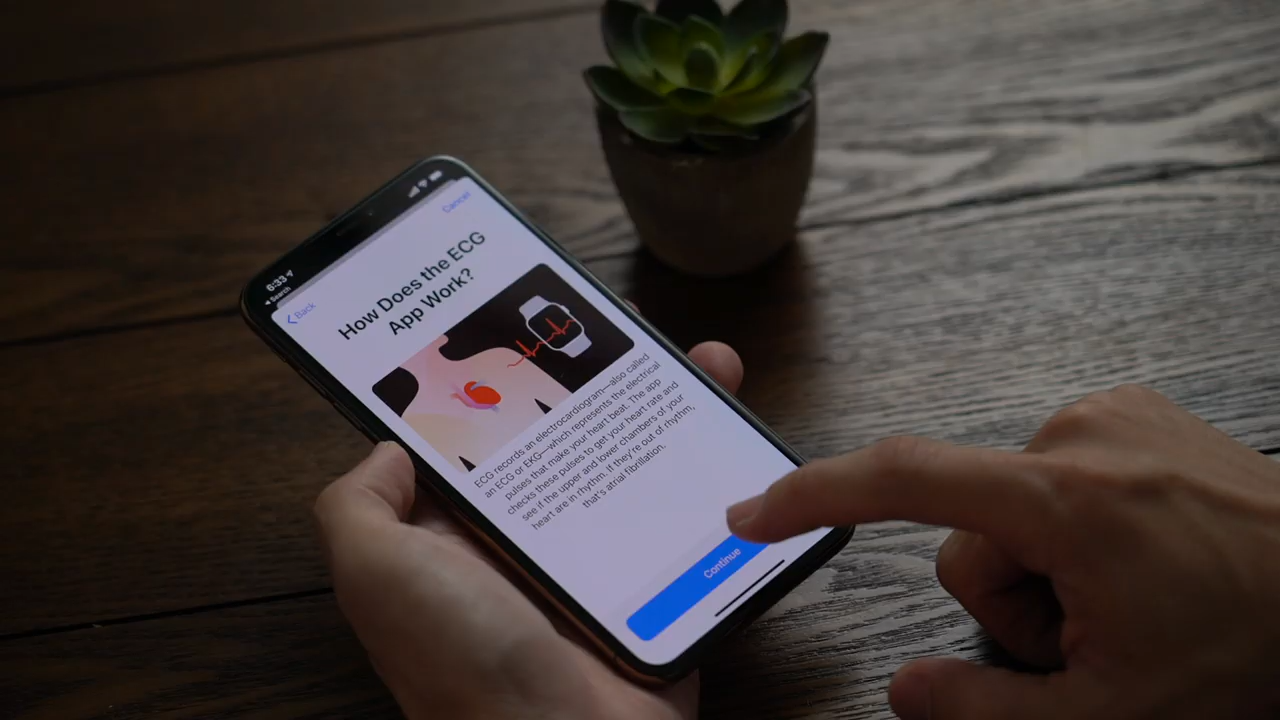 6:33
Search
Cancel
Back
How Does the ECG
App Work?
ECG records an electrocardiogram—also called
an ECG or EKG—which represents the electrical
pulses that make your heart beat. The app
checks these pulses to get your heart rate and
see if the upper and lower chambers of your
heart are in rhythm. If they're out of rhythm,
that's atrial fibrillation.
Continue